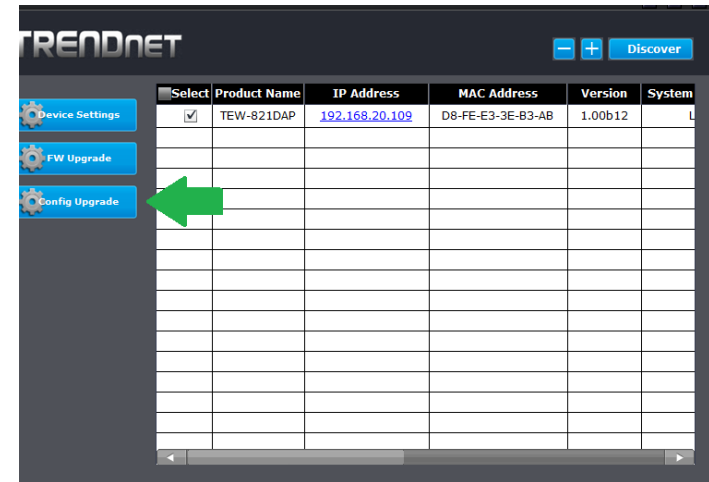 TRENDnET
Discover
Select Product Name IP Address MAC Address Version System
Device Settings
TEW-821DAP 192.168.20.109 D8-FE-E3-3E-B3-AB 1.00b12 L
FW Upgrade
Config Upgrade